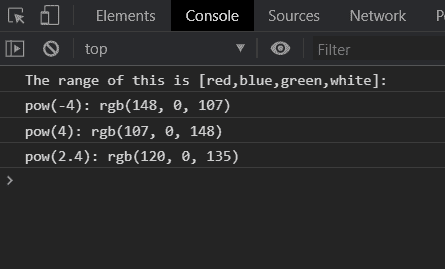 Elements Console Sources Network
top Filter
The range of this is [red,blue,green,white]:
pow(-4): rgb(148, 0, 107)
pow(4): rgb(107, 0, 148)
pow(2.4): rgb(120, 0, 135)